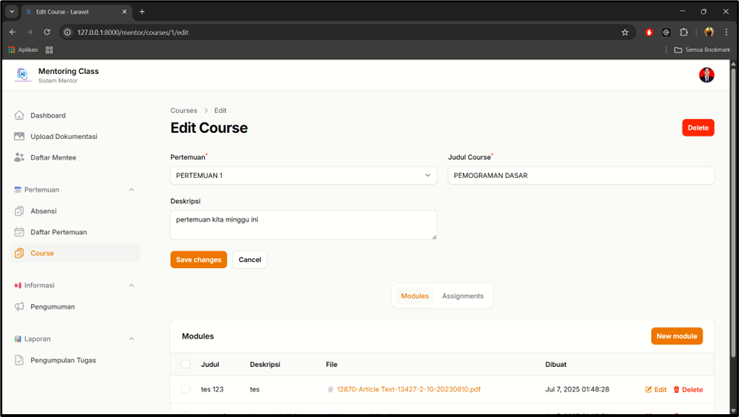 Edit Course - Laravel
127.0.0.1:8000/mentor/courses/1/edit
Aplikasi
Semua Bookmark
Mentoring Class
Sistem Mentor
Dashboard
Upload Dokumentasi
Daftar Mentee
Pertemuan
Absensi
Daftar Pertemuan
Course
Informasi
Pengumuman
Laporan
Pengumpulan Tugas
Courses > Edit
Edit Course
Delete
Pertemuan*
PERTEMUAN 1
Judul Course*
PEMOGRAMAN DASAR
Deskripsi
pertemuan kita minggu ini
Save changes
Cancel
Modules
Assignments
Modules
New module
Judul Deskripsi File Dibuat
tes 123 tes 12870-Article Text-13427-2-10-20230810.pdf Jul 7, 2025 01:48:28 Edit Delete